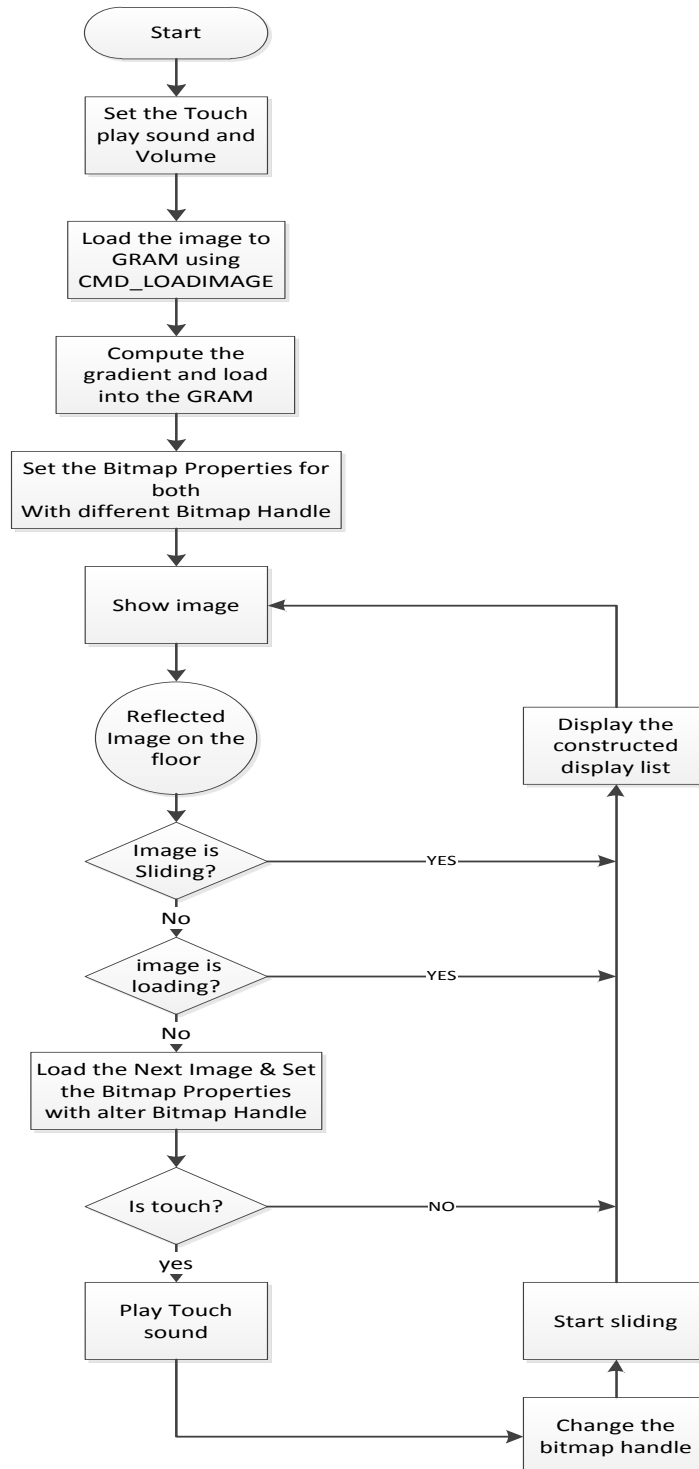 Start
Set the Touch
play sound and
Volume
Load the image to
GRAM using
CMD_LOADIMAGE
Compute the
gradient and load
into the GRAM
Set the Bitmap Properties for
both
With different Bitmap Handle
Show image
Reflected
Image on the
floor
Display the
constructed
display list
Image is
Sliding?
YES
No
image is
loading?
YES
No
Load the Next Image & Set
the Bitmap Properties
with alter Bitmap Handle
Is touch?
NO
yes
Play Touch
sound
Start sliding
Change the
bitmap handle